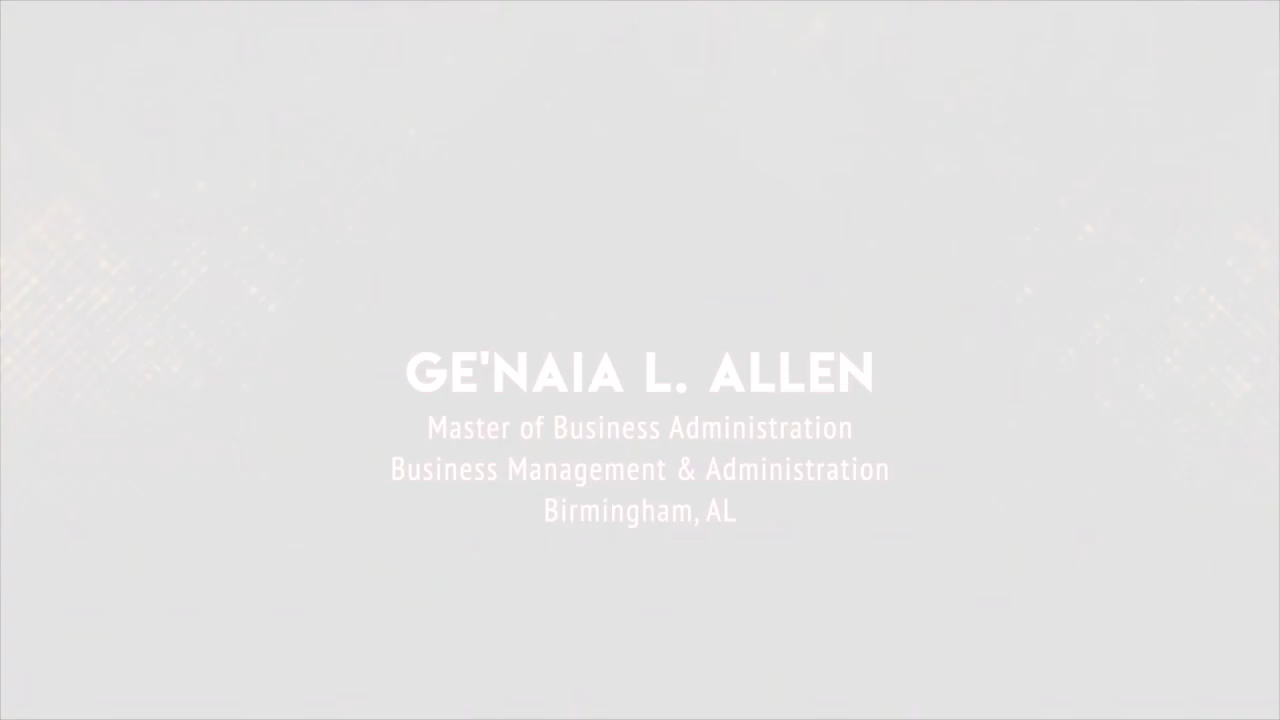 GE'NAIA L. ALLEN
Master of Business Administration
Business Management & Administration
Birmingham, AL